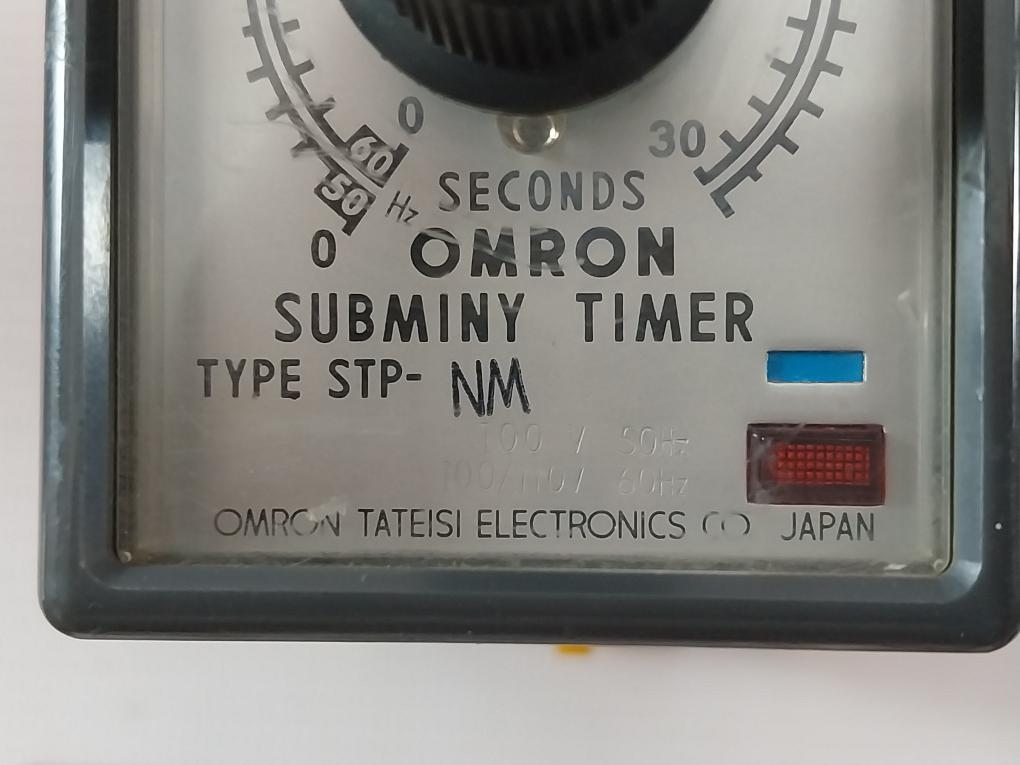 0
30
60
50 Hz
SECONDS
0
OMRON
SUBMINY TIMER
TYPE STP- NM
100 V 50Hz
100/110V 60Hz
OMRON TATEISI ELECTRONICS CO JAPAN